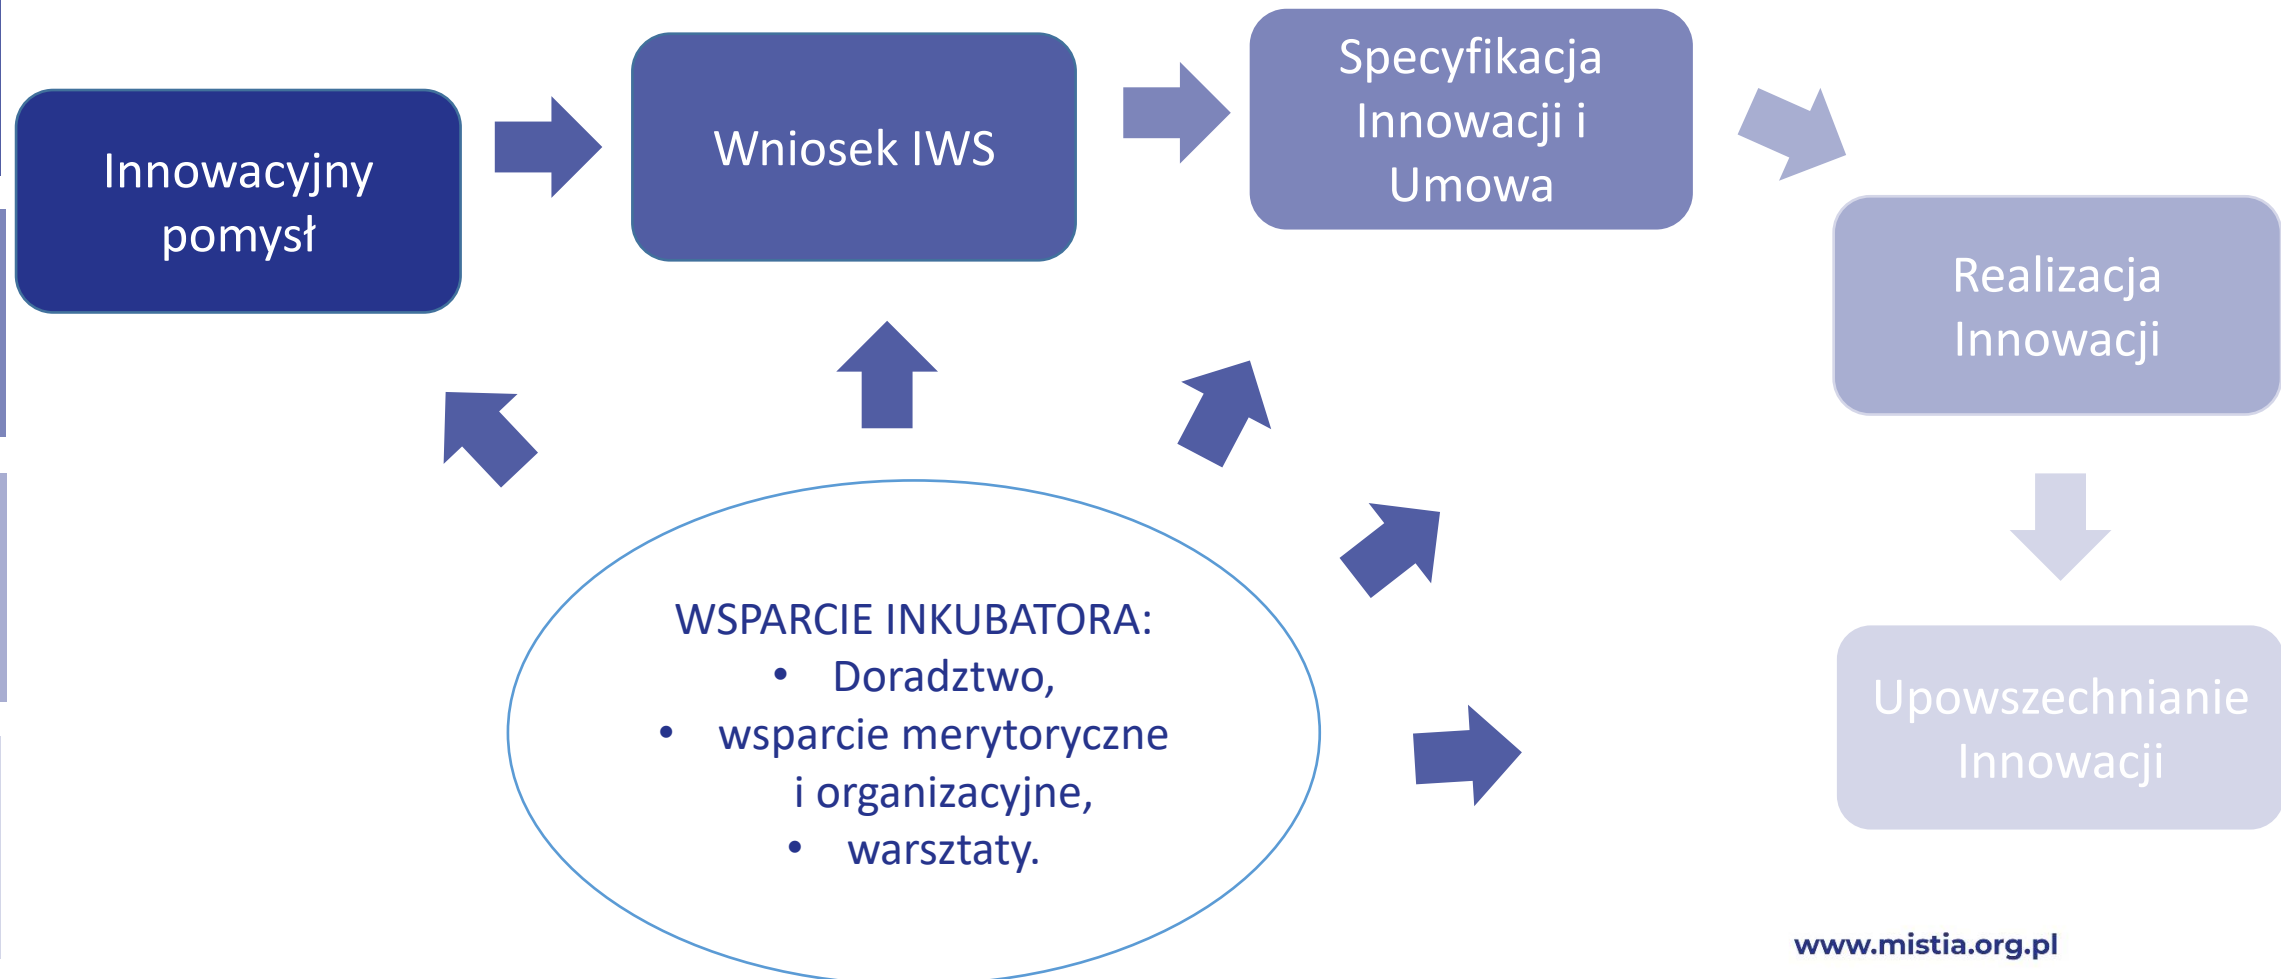 Innowacyjny
pomysł
Wniosek IWS
Specyfikacja
Innowacji i
Umowa
Realizacja
Innowacji
Upowszechnianie
Innowacji
WSPARCIE INKUBATORA:
• Doradztwo,
• wsparcie merytoryczne
i organizacyjne,
• warsztaty.
www.mistia.org.pl